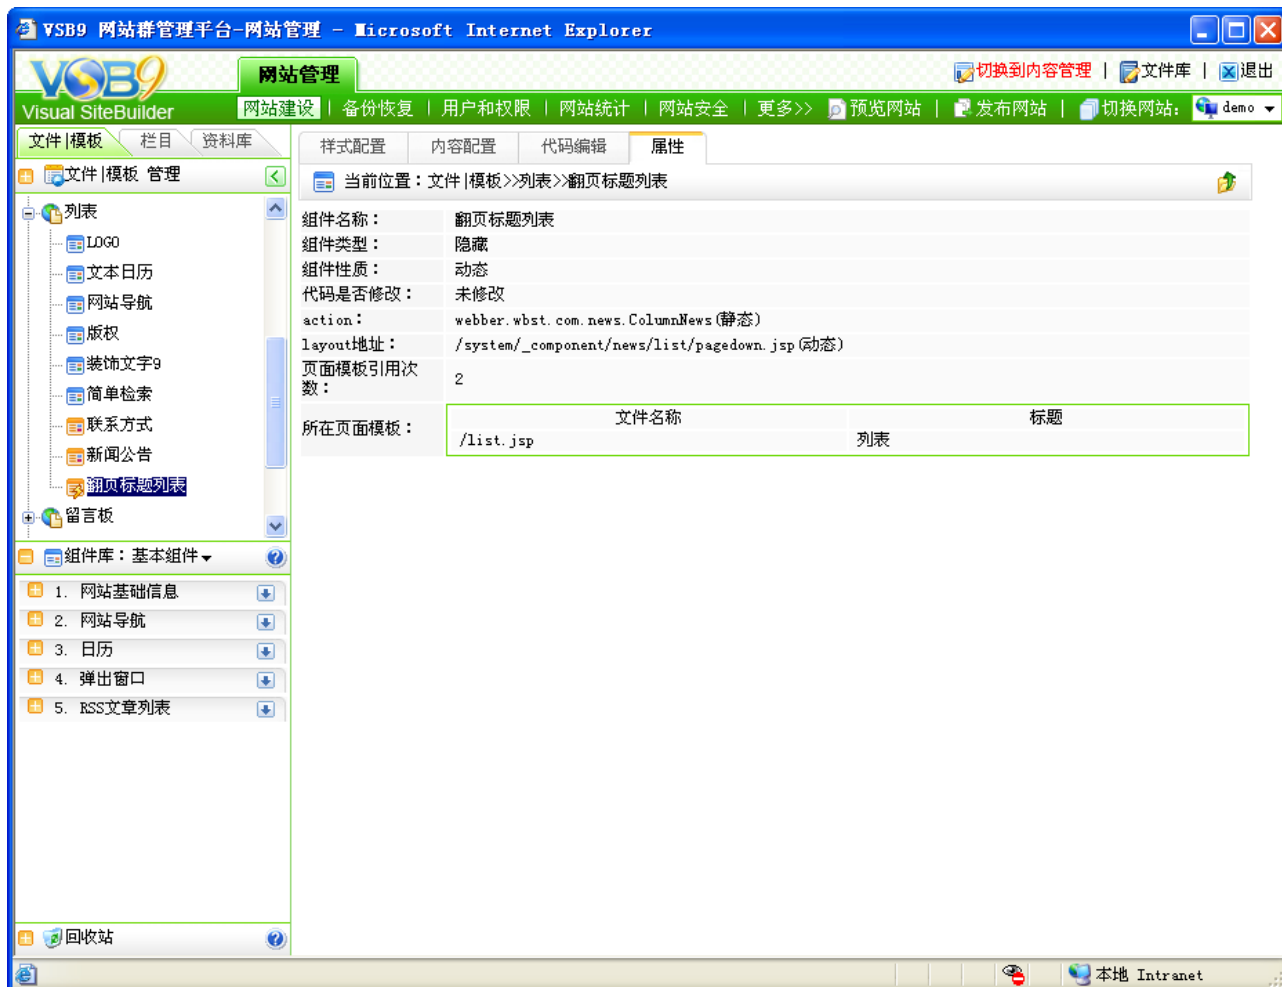 VSB9 网站群管理平台-网站管理 - Microsoft Internet Explorer
VSB9
Visual SiteBuilder
网站管理
切换到内容管理 | 文件库 | 退出
网站建设 | 备份恢复 | 用户和权限 | 网站统计 | 网站安全 | 更多>> 预览网站 | 发布网站 | 切换网站: demo
文件|模板 栏目 资料库
文件|模板 管理
列表
LOGO
文本日历
网站导航
版权
装饰文字9
简单检索
联系方式
新闻公告
翻页标题列表
留言板
组件库：基本组件
1. 网站基础信息
2. 网站导航
3. 日历
4. 弹出窗口
5. RSS文章列表
回收站
样式配置 内容配置 代码编辑 属性
当前位置：文件|模板>>列表>>翻页标题列表
组件名称： 翻页标题列表
组件类型： 隐藏
组件性质： 动态
代码是否修改： 未修改
action： webber.wbst.com.news.ColumnNews(静态)
layout地址： /system/_component/news/list/pagedown.jsp(动态)
页面模板引用次数： 2
所在页面模板：
文件名称 标题
/list.jsp 列表
本地 Intranet